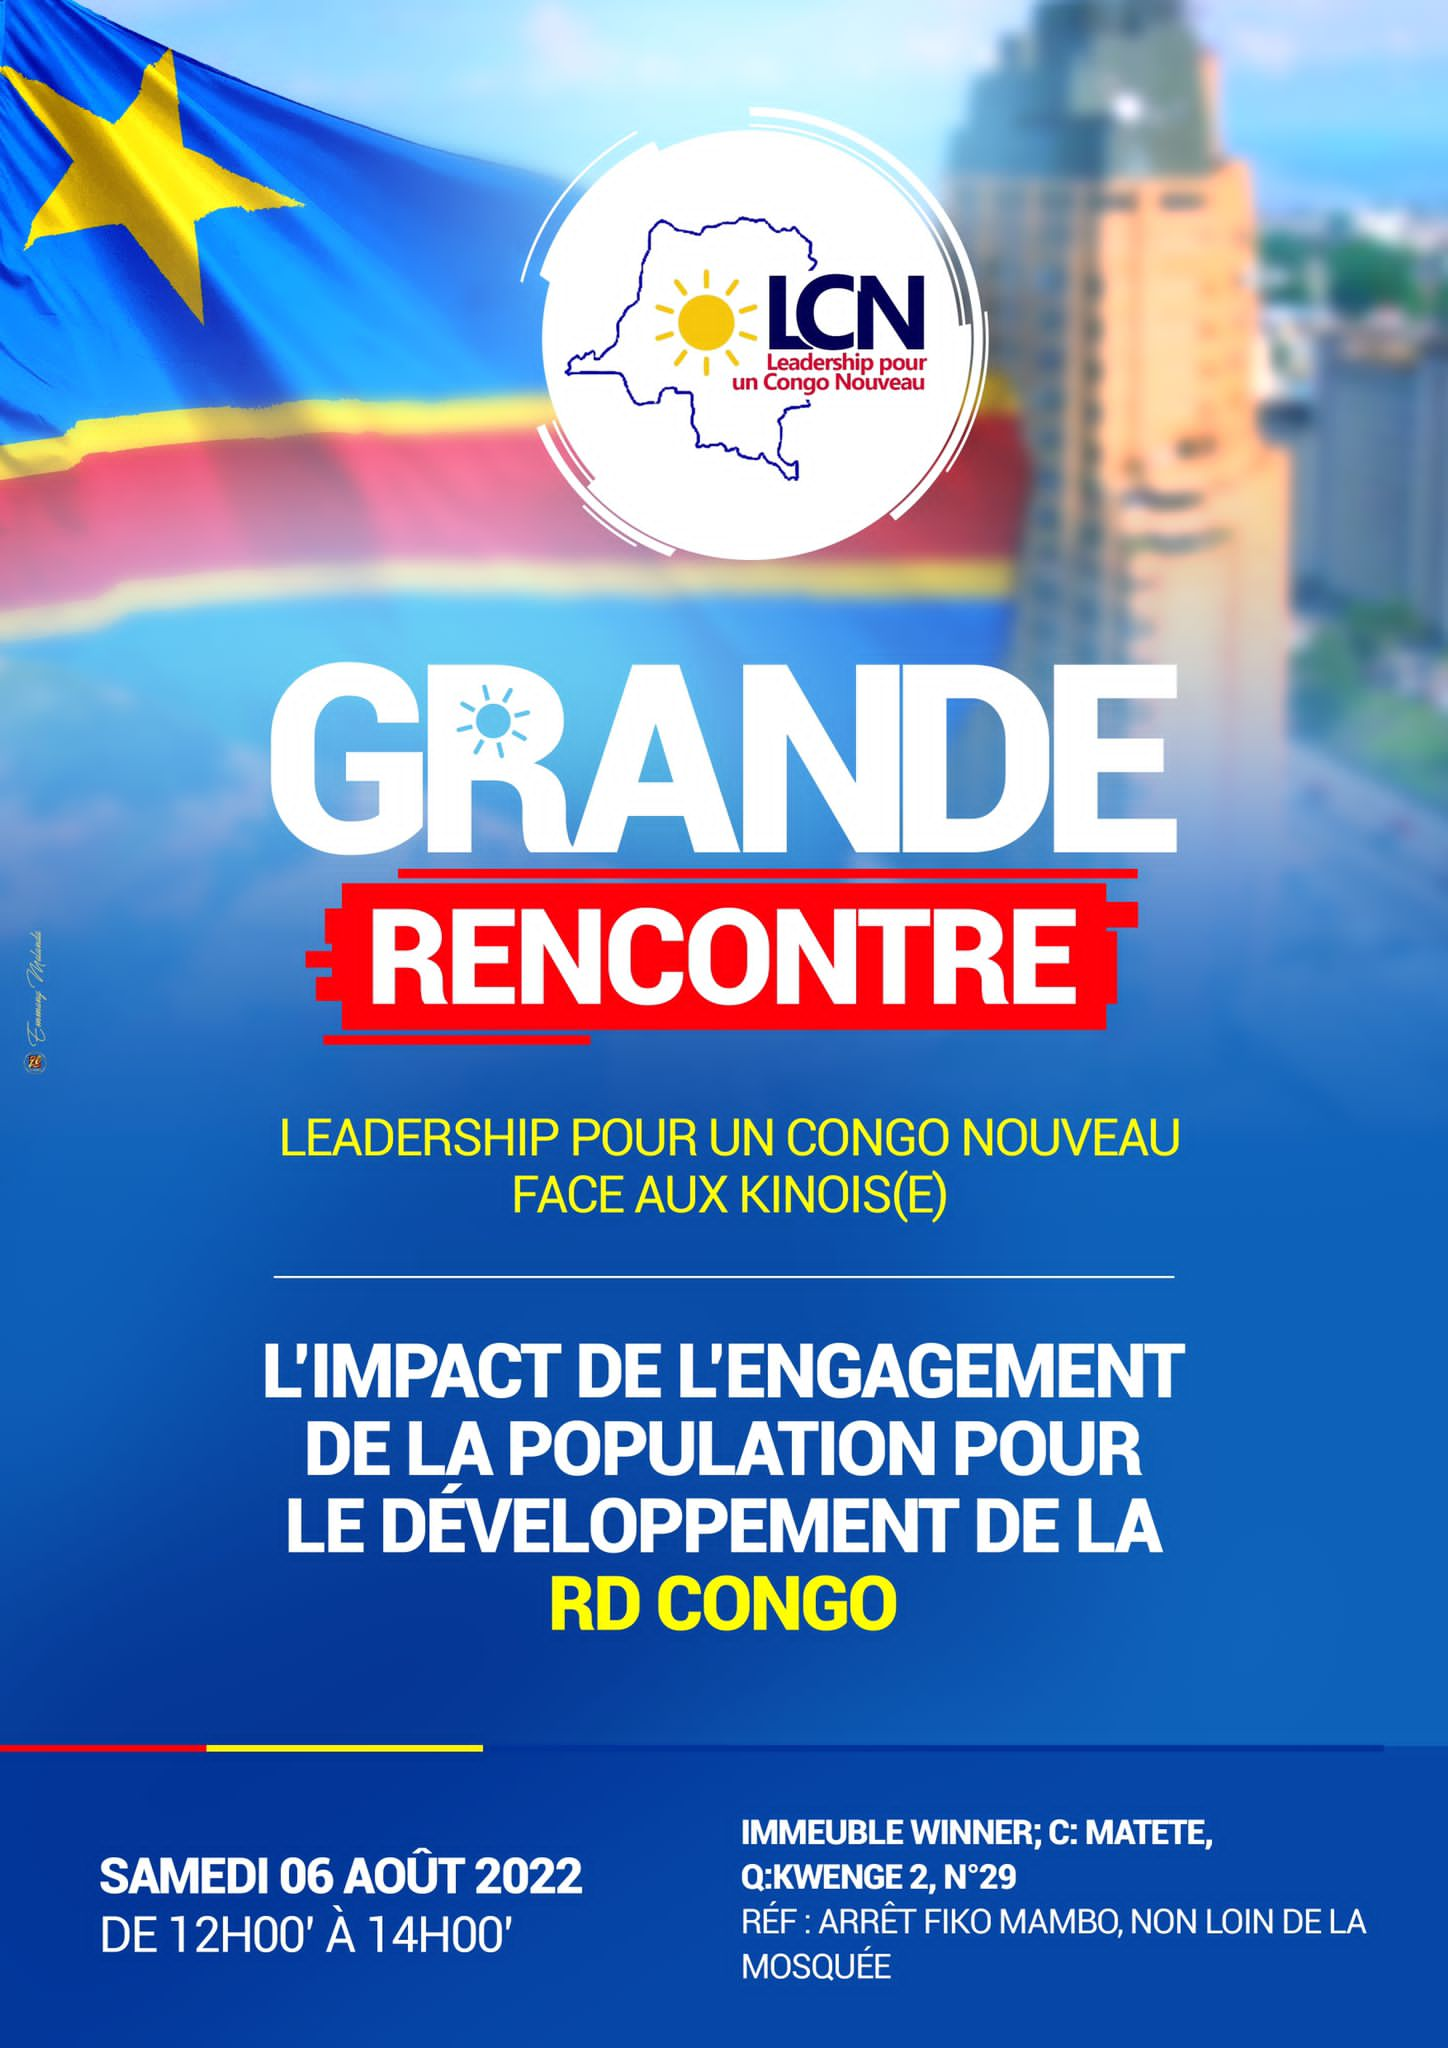 LCN
Leadership pour
un Congo Nouveau
GRANDE
RENCONTRE
Emmany Malanda
LEADERSHIP POUR UN CONGO NOUVEAU
FACE AUX KINOIS(E)
L'IMPACT DE L'ENGAGEMENT
DE LA POPULATION POUR
LE DÉVELOPPEMENT DE LA
RD CONGO
SAMEDI 06 AOÛT 2022
DE 12H00' À 14H00'
IMMEUBLE WINNER; C: MATETE,
Q:KWENGE 2, N°29
RÉF : ARRÊT FIKO MAMBO, NON LOIN DE LA
MOSQUÉE